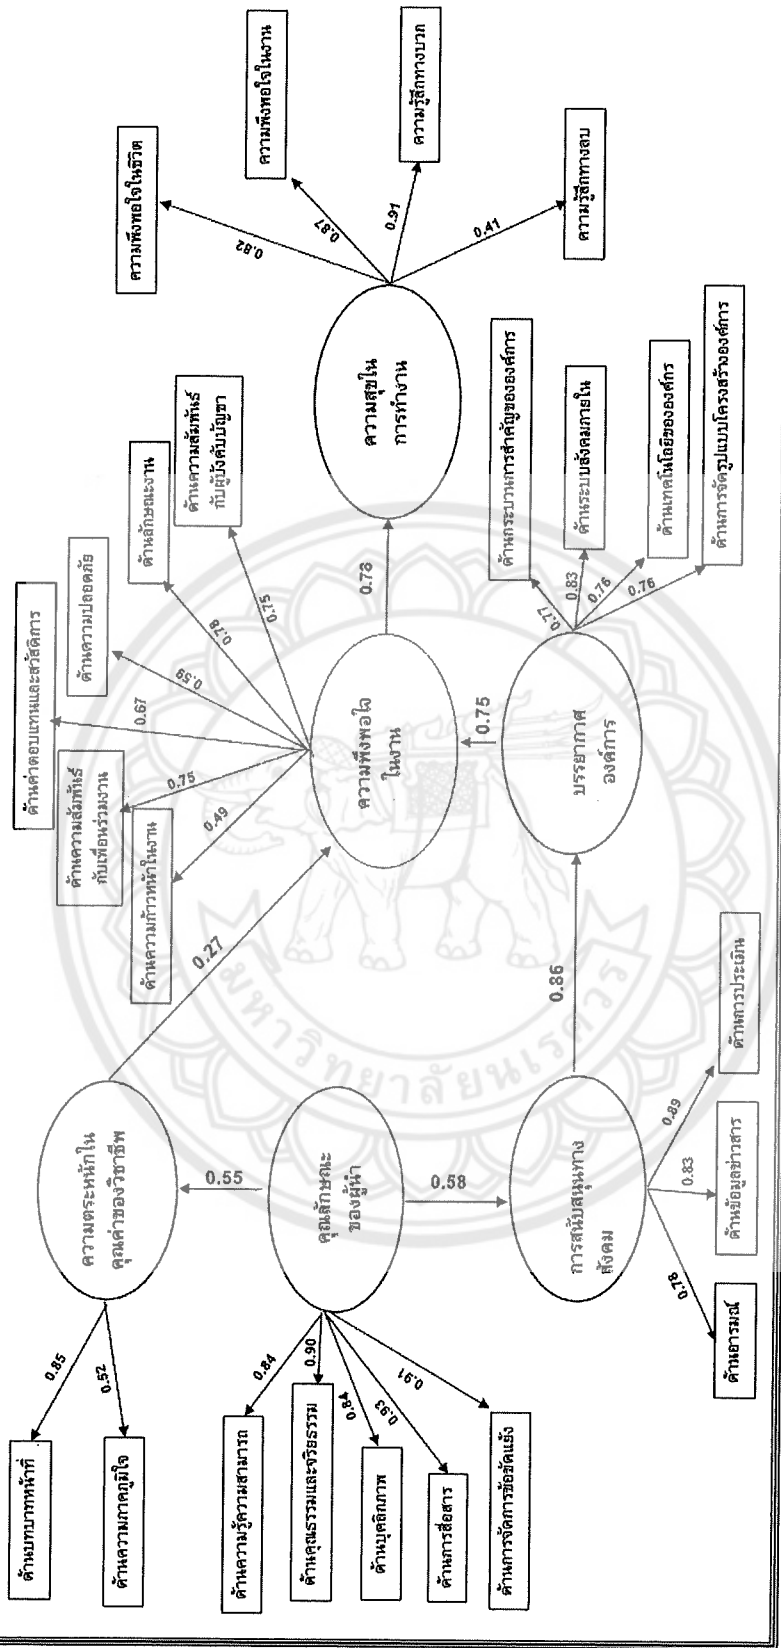 ด้านบทบาทหน้าที่
ด้านความภาคภูมิใจ
0.85
0.52
ความตระหนักใน
คุณค่าของวิชาชีพ
0.55
0.27
ด้านความรู้ความสามารถ
ด้านคุณธรรมและจริยธรรม
ด้านบุคลิกภาพ
ด้านการสื่อสาร
ด้านการจัดการข้อขัดแย้ง
0.84
0.90
0.84
0.93
0.91
คุณลักษณะ
ของผู้นำ
0.58
การสนับสนุนทาง
สังคม
0.78
0.83
0.89
ด้านอารมณ์
ด้านข้อมูลข่าวสาร
ด้านการประเมิน
0.86
ด้านความก้าวหน้าในงาน
ด้านความสัมพันธ์
กับเพื่อนร่วมงาน
ด้านค่าตอบแทนและสวัสดิการ
ด้านความปลอดภัย
ด้านลักษณะงาน
ด้านความสัมพันธ์
กับผู้บังคับบัญชา
0.49
0.75
0.67
0.59
0.78
0.75
ความพึงพอใจ
ในงาน
0.75
บรรยากาศ
องค์การ
0.77
0.83
0.76
0.76
ด้านกระบวนการสำคัญขององค์การ
ด้านระบบสังคมภายใน
ด้านเทคโนโลยีขององค์กร
ด้านการจัดรูปแบบโครงสร้างองค์การ
0.78
ความสุขใน
การทำงาน
0.82
0.87
0.91
0.41
ความพึงพอใจในชีวิต
ความพึงพอใจในงาน
ความรู้สึกทางบวก
ความรู้สึกทางลบ
มหาวิทยาลัยนเรศวร